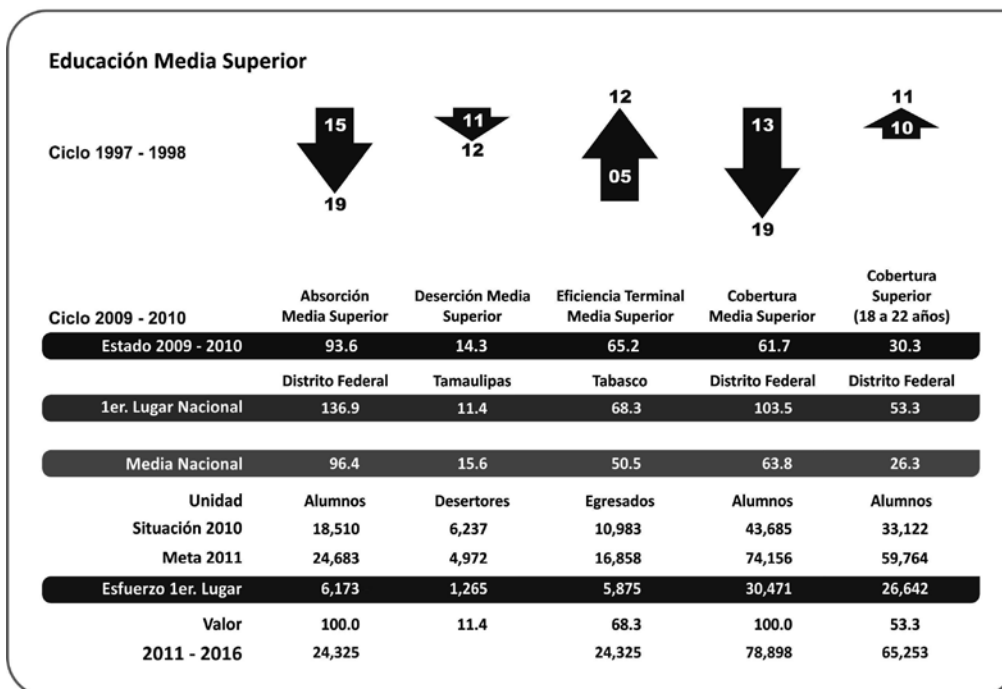 Educación Media Superior
Ciclo 1997 - 1998
15
19
11
12
12
05
13
19
11
10
Ciclo 2009 - 2010
Absorción
Media Superior
Deserción Media
Superior
Eficiencia Terminal
Media Superior
Cobertura
Media Superior
Cobertura
Superior
(18 a 22 años)
Estado 2009 - 2010 93.6 14.3 65.2 61.7 30.3
Distrito Federal Tamaulipas Tabasco Distrito Federal Distrito Federal
1er. Lugar Nacional 136.9 11.4 68.3 103.5 53.3
Media Nacional 96.4 15.6 50.5 63.8 26.3
Unidad Alumnos Desertores Egresados Alumnos Alumnos
Situación 2010 18,510 6,237 10,983 43,685 33,122
Meta 2011 24,683 4,972 16,858 74,156 59,764
Esfuerzo 1er. Lugar 6,173 1,265 5,875 30,471 26,642
Valor 100.0 11.4 68.3 100.0 53.3
2011 - 2016 24,325 24,325 78,898 65,253